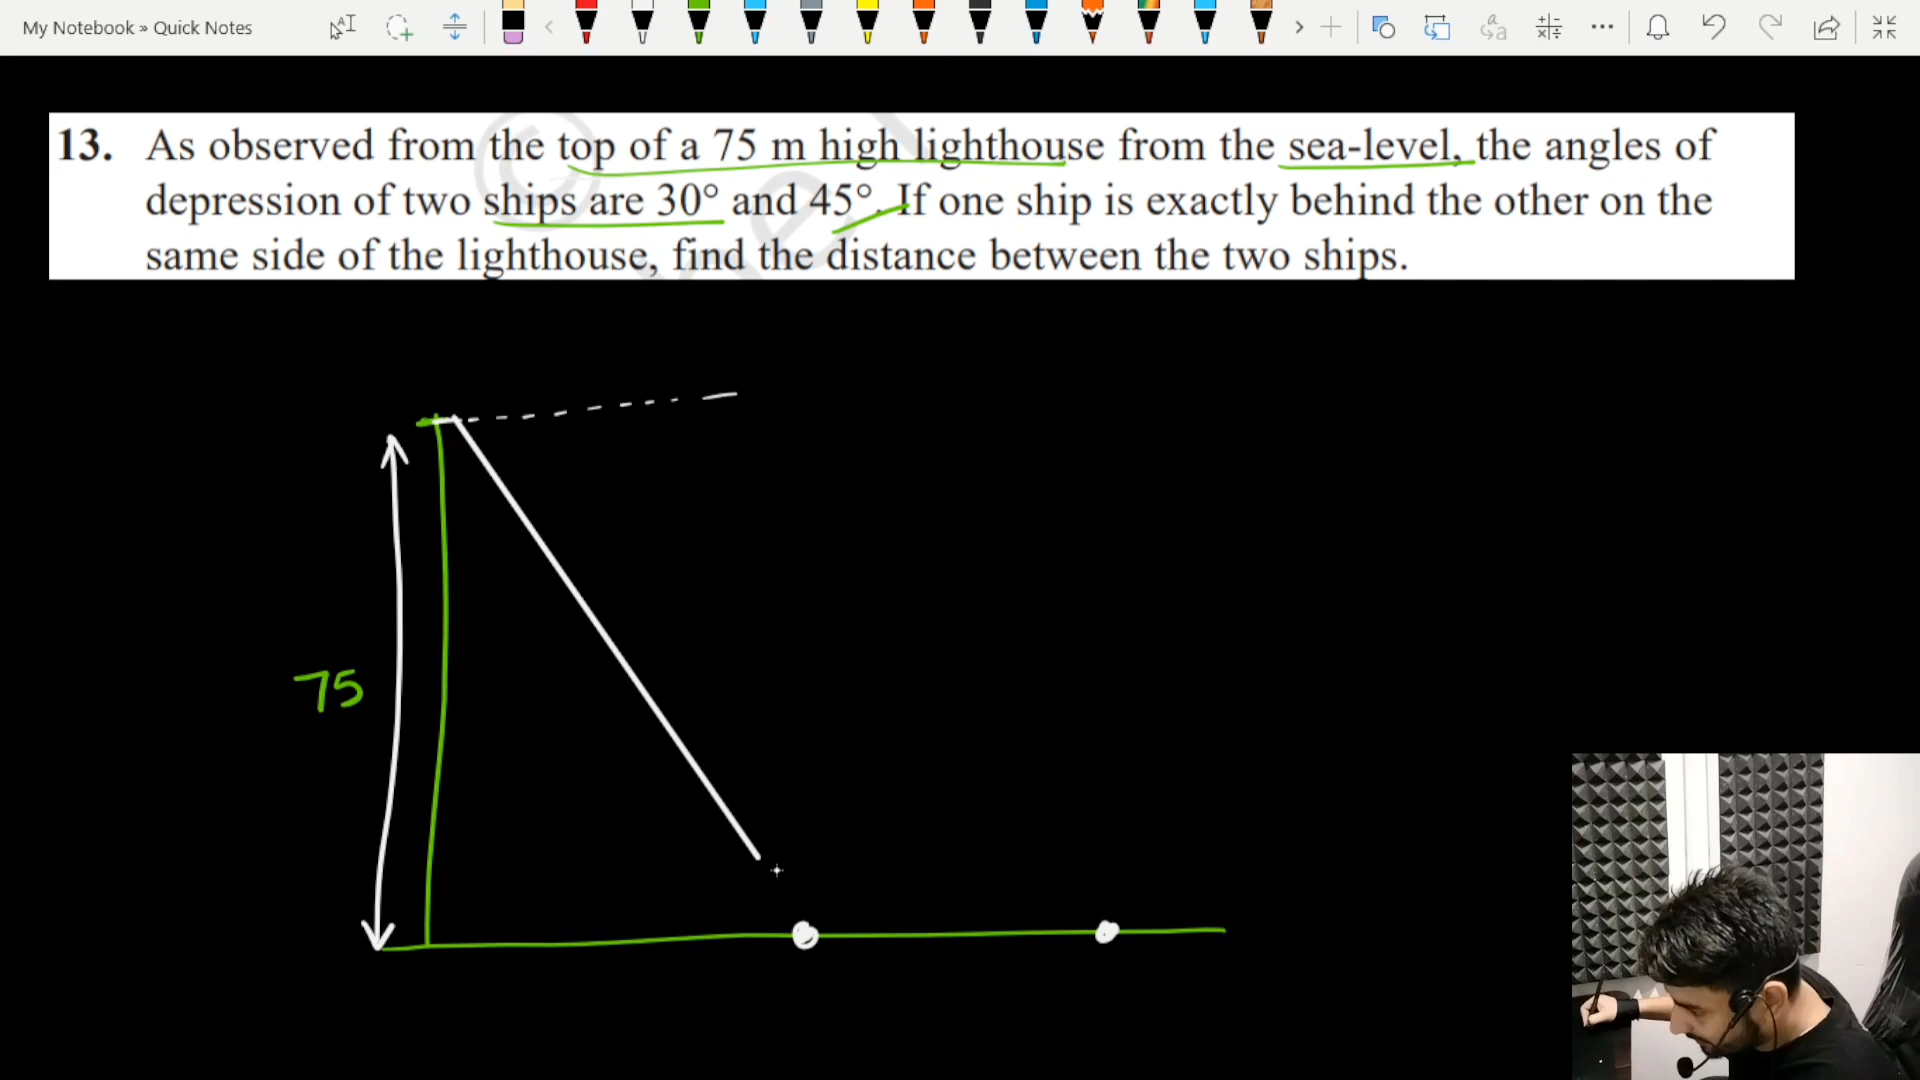 My Notebook » Quick Notes
13. As observed from the top of a 75 m high lighthouse from the sea-level, the angles of
depression of two ships are 30° and 45°. If one ship is exactly behind the other on the
same side of the lighthouse, find the distance between the two ships.
75